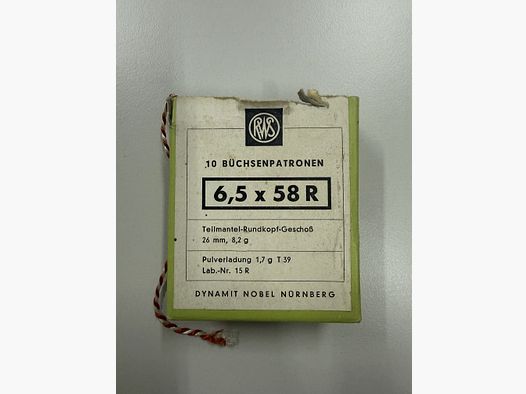 RWS
10 BÜCHSENPATRONEN
6,5 x 58 R
Teilmantel-Rundkopf-Geschoß
26 mm, 8,2 g
Pulverladung 1,7 g T 39
Lab.-Nr. 15 R
DYNAMIT NOBEL NÜRNBERG